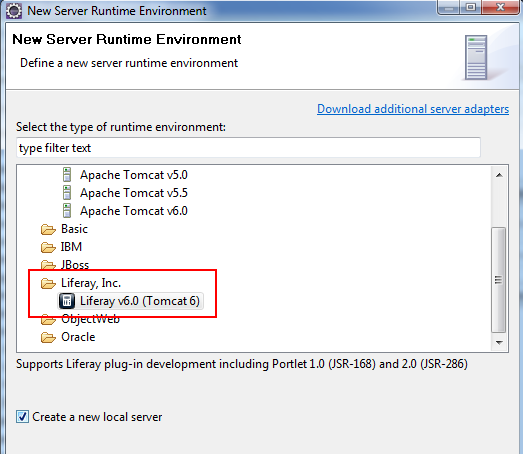 New Server Runtime Environment
New Server Runtime Environment
Define a new server runtime environment
Download additional server adapters
Select the type of runtime environment:
type filter text
Apache Tomcat v5.0
Apache Tomcat v5.5
Apache Tomcat v6.0
Basic
IBM
JBoss
Liferay, Inc.
Liferay v6.0 (Tomcat 6)
ObjectWeb
Oracle
Supports Liferay plug-in development including Portlet 1.0 (JSR-168) and 2.0 (JSR-286)
Create a new local server